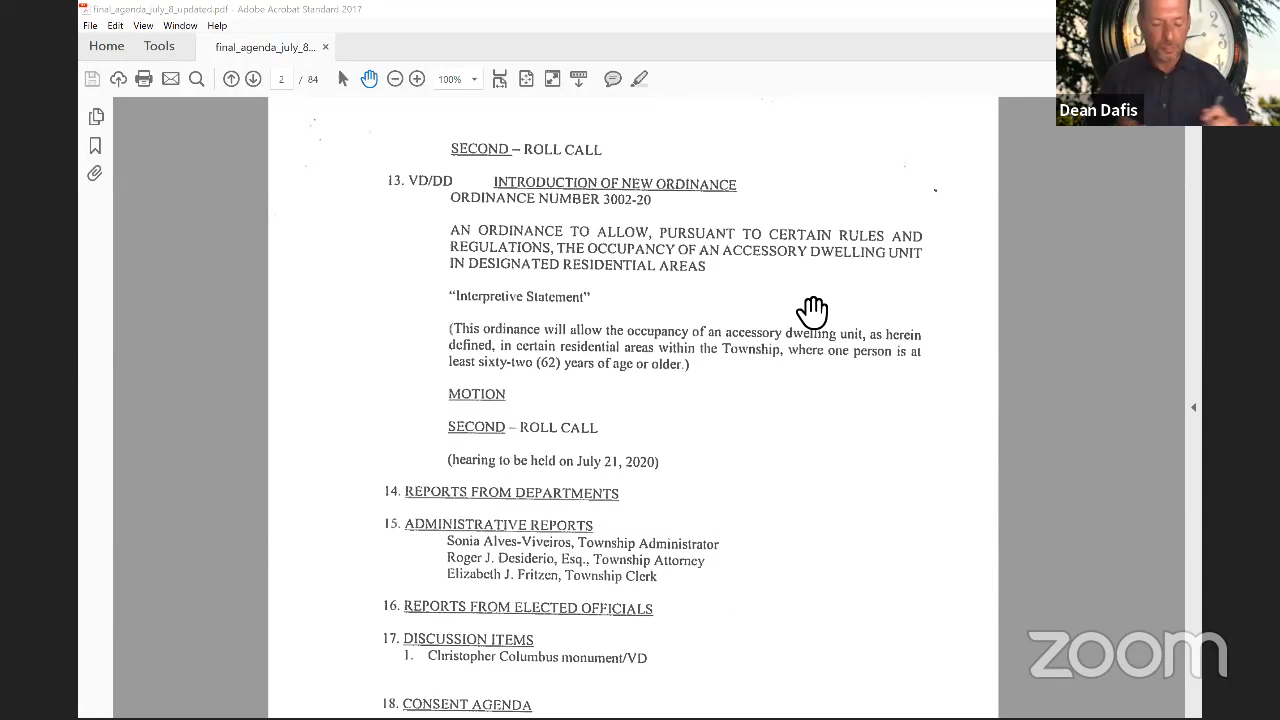 final_agenda_july_8_updated.pdf - Adobe Acrobat Standard 2017
File Edit View Window Help
Home Tools final_agenda_july_8... ×
2 / 84 100%
Dean Dafis
SECOND – ROLL CALL
13. VD/DD INTRODUCTION OF NEW ORDINANCE
ORDINANCE NUMBER 3002-20
AN ORDINANCE TO ALLOW, PURSUANT TO CERTAIN RULES AND
REGULATIONS, THE OCCUPANCY OF AN ACCESSORY DWELLING UNIT
IN DESIGNATED RESIDENTIAL AREAS
“Interpretive Statement”
(This ordinance will allow the occupancy of an accessory dwelling unit, as herein
defined, in certain residential areas within the Township, where one person is at
least sixty-two (62) years of age or older.)
MOTION
SECOND – ROLL CALL
(hearing to be held on July 21, 2020)
14. REPORTS FROM DEPARTMENTS
15. ADMINISTRATIVE REPORTS
Sonia Alves-Viveiros, Township Administrator
Roger J. Desiderio, Esq., Township Attorney
Elizabeth J. Fritzen, Township Clerk
16. REPORTS FROM ELECTED OFFICIALS
17. DISCUSSION ITEMS
1. Christopher Columbus monument/VD
18. CONSENT AGENDA
zoom